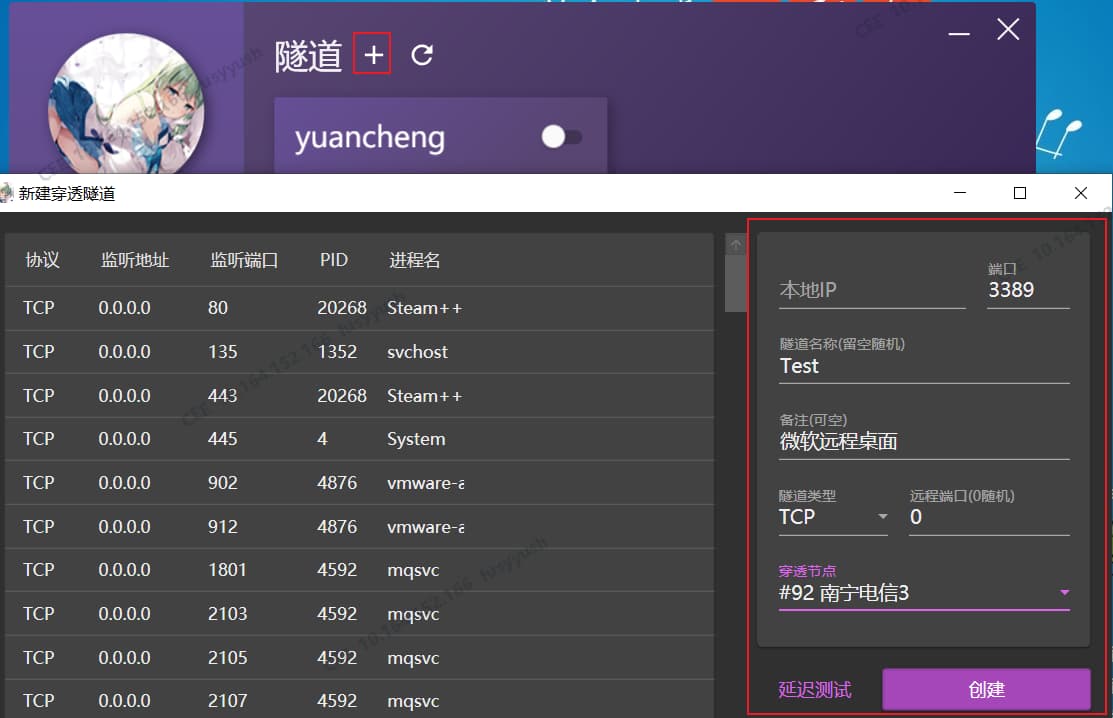 隧道
yuancheng
新建穿透隧道
协议 监听地址 监听端口 PID 进程名
TCP 0.0.0.0 80 20268 Steam++
TCP 0.0.0.0 135 1352 svchost
TCP 0.0.0.0 443 20268 Steam++
TCP 0.0.0.0 445 4 System
TCP 0.0.0.0 902 4876 vmware-a
TCP 0.0.0.0 912 4876 vmware-a
TCP 0.0.0.0 1801 4592 mqsvc
TCP 0.0.0.0 2103 4592 mqsvc
TCP 0.0.0.0 2105 4592 mqsvc
TCP 0.0.0.0 2107 4592 mqsvc
本地IP
端口
3389
隧道名称(留空随机)
Test
备注(可空)
微软远程桌面
隧道类型
TCP
远程端口(0随机)
0
穿透节点
#92 南宁电信3
延迟测试
创建